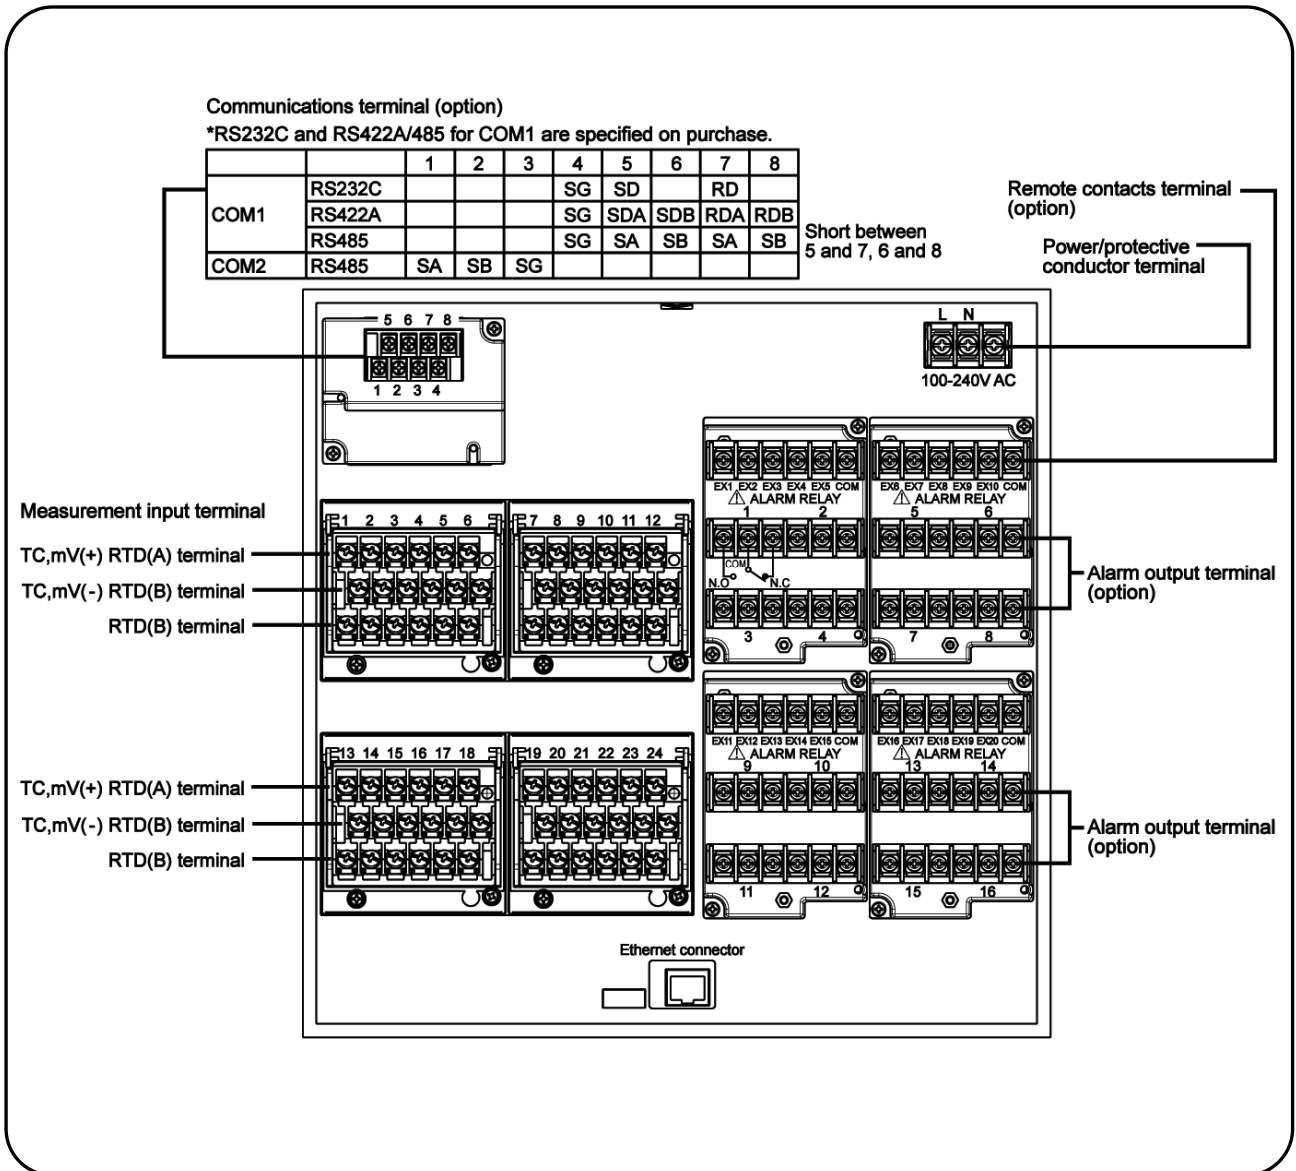 Communications terminal (option)
*RS232C and RS422A/485 for COM1 are specified on purchase.
1 2 3 4 5 6 7 8
COM1 RS232C SG SD RD
RS422A SG SDA SDB RDA RDB
RS485 SG SA SB SA SB
COM2 RS485 SA SB SG
Short between
5 and 7, 6 and 8
Remote contacts terminal
(option)
Power/protective
conductor terminal
5 6 7 8
1 2 3 4
L N
100-240V AC
EX1 EX2 EX3 EX4 EX5 COM
ALARM RELAY
1 2
COM
N.O N.C
3 4
EX6 EX7 EX8 EX9 EX10 COM
ALARM RELAY
5 6
7 8
Measurement input terminal
TC,mV(+) RTD(A) terminal
TC,mV(-) RTD(B) terminal
RTD(B) terminal
1 2 3 4 5 6
7 8 9 10 11 12
Alarm output terminal
(option)
EX11 EX12 EX13 EX14 EX15 COM
ALARM RELAY
9 10
11 12
EX16 EX17 EX18 EX19 EX20 COM
ALARM RELAY
13 14
15 16
TC,mV(+) RTD(A) terminal
TC,mV(-) RTD(B) terminal
RTD(B) terminal
13 14 15 16 17 18
19 20 21 22 23 24
Alarm output terminal
(option)
Ethernet connector